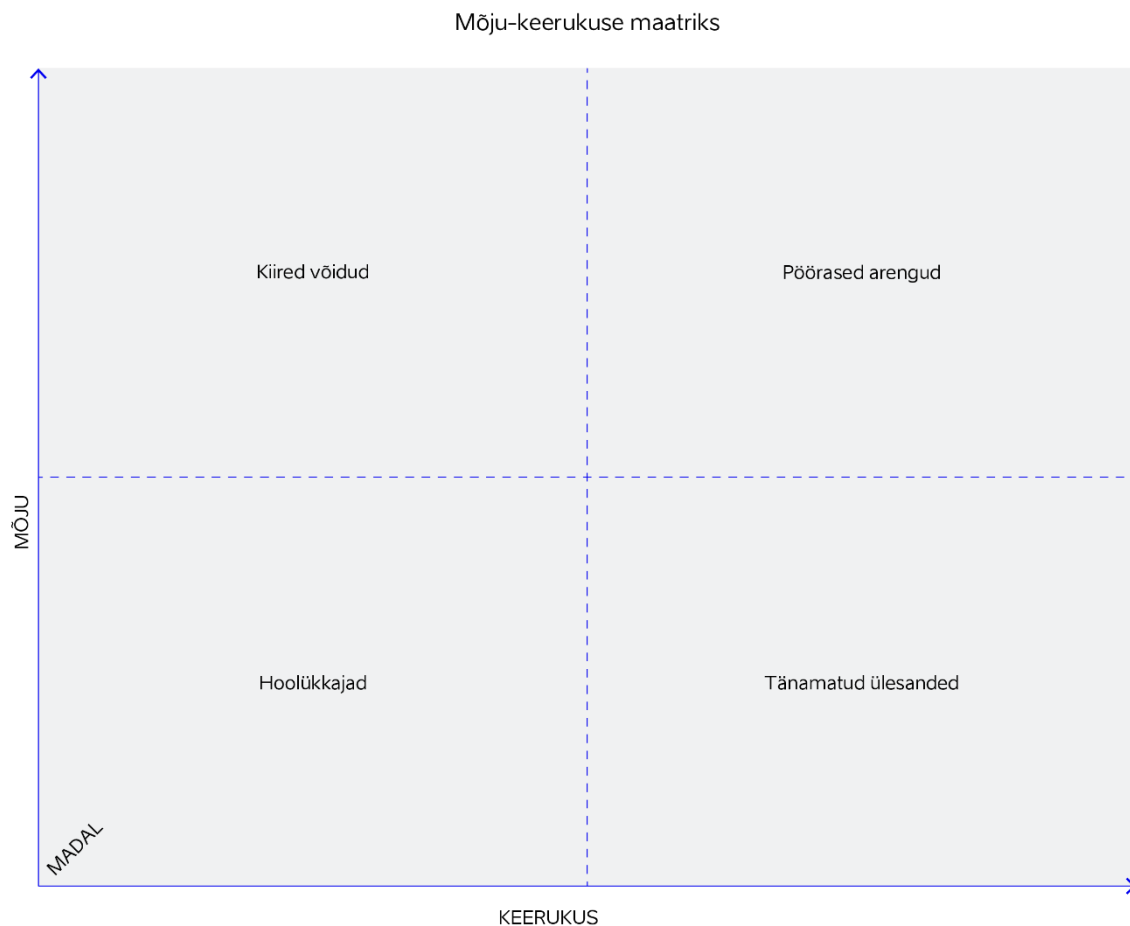 Mõju-keerukuse maatriks
Kiired võidud
Pöörased arengud
MÕJU
Hoolükkajad
Tänamatud ülesanded
MADAL
KEERUKUS